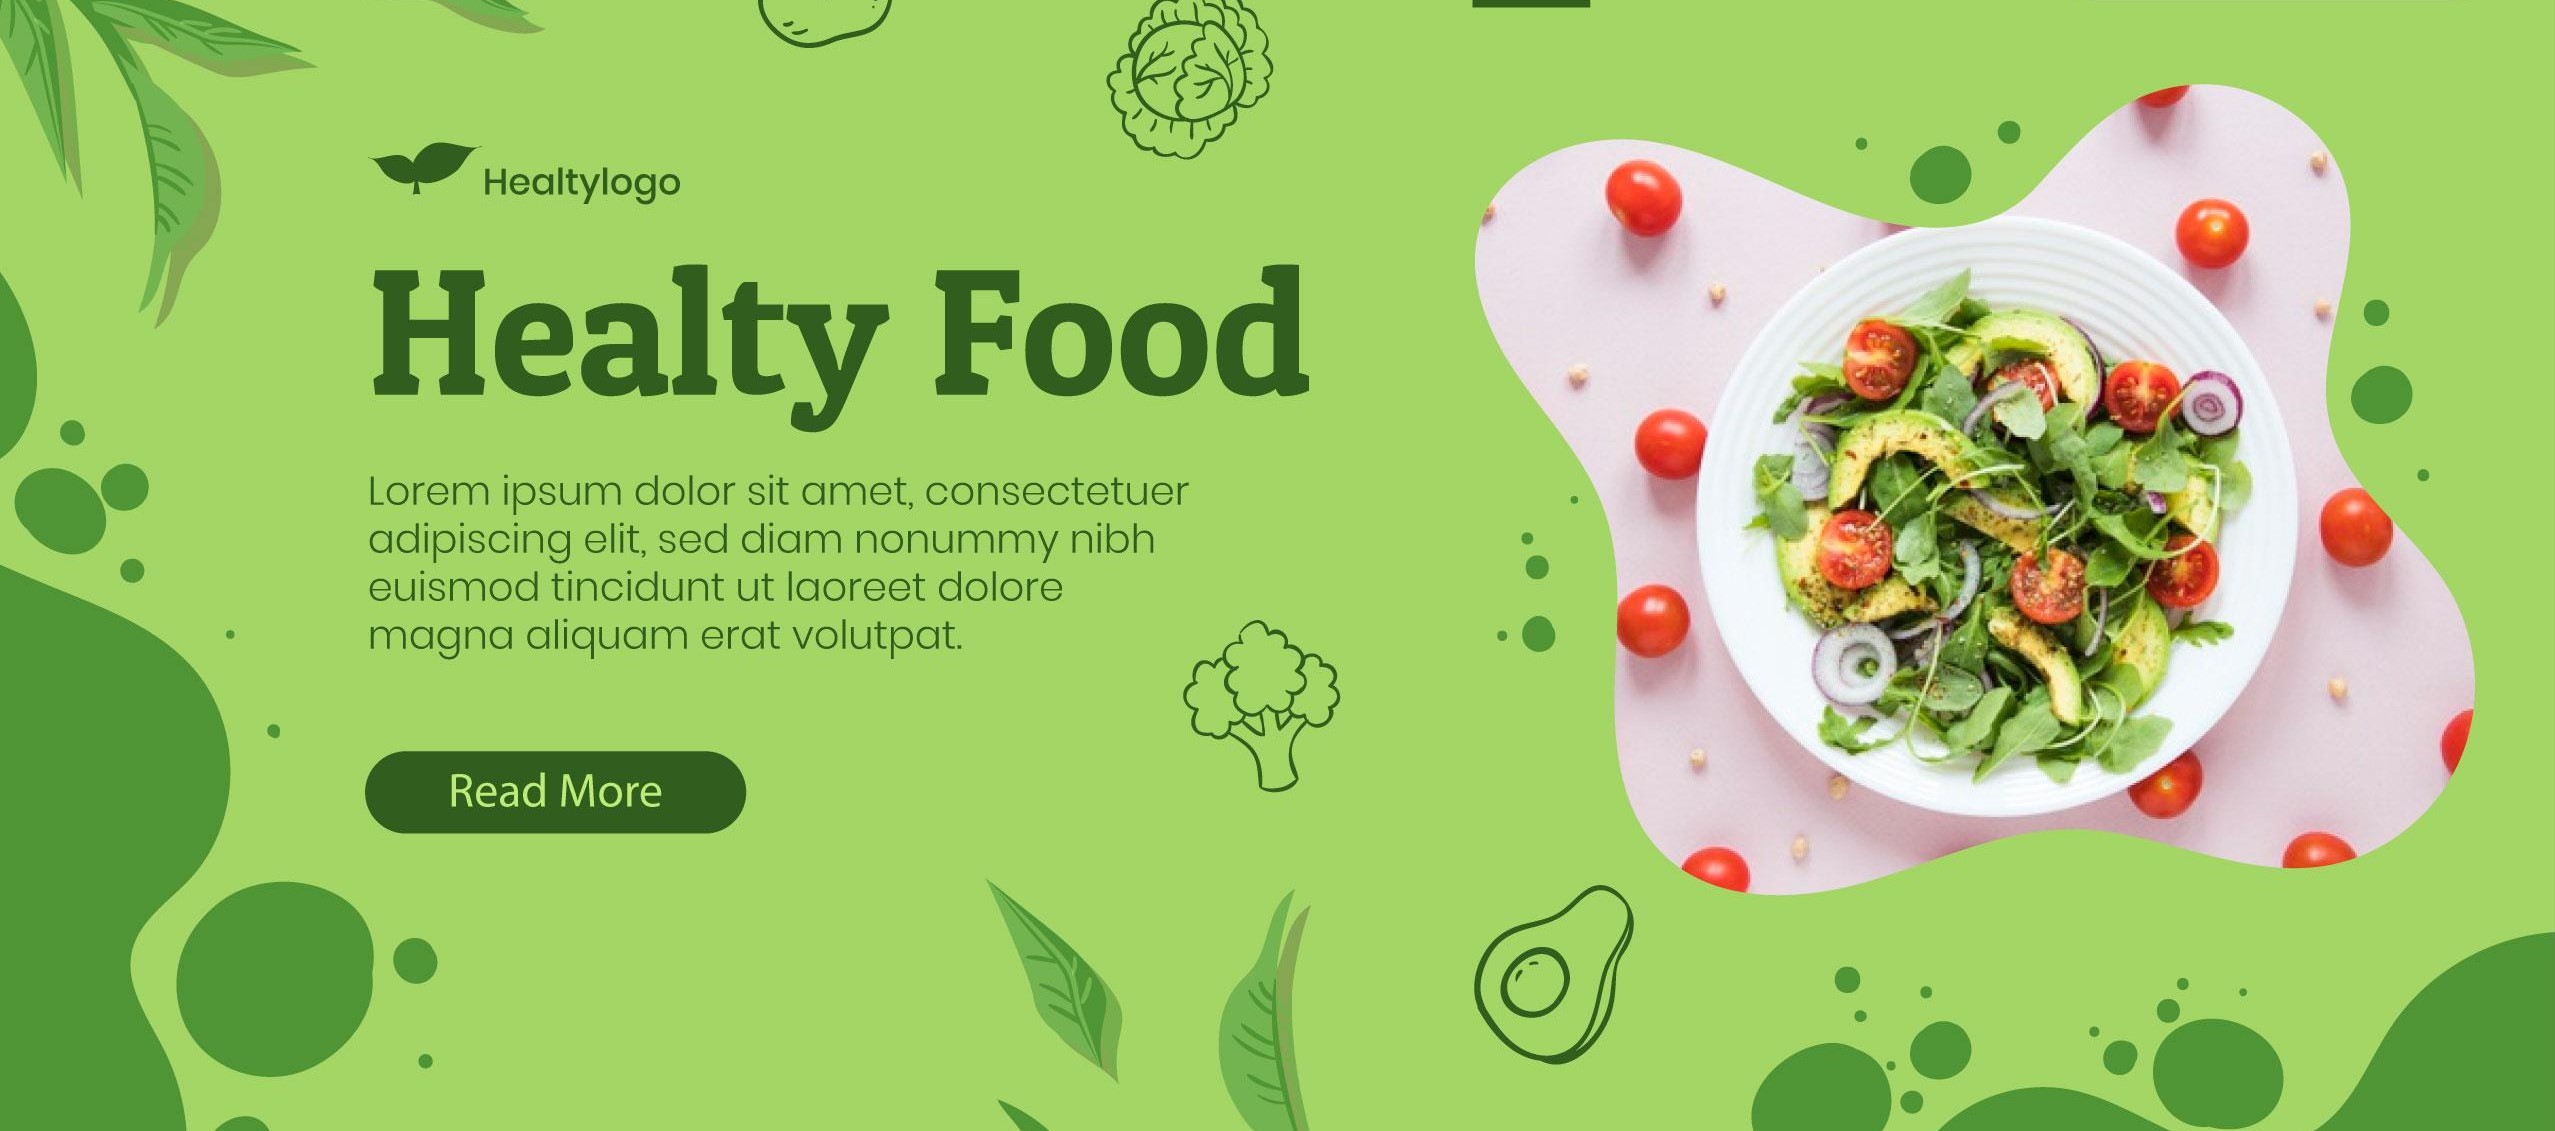 Healtylogo
Healty Food
Lorem ipsum dolor sit amet, consectetuer
adipiscing elit, sed diam nonummy nibh
euismod tincidunt ut laoreet dolore
magna aliquam erat volutpat.
Read More